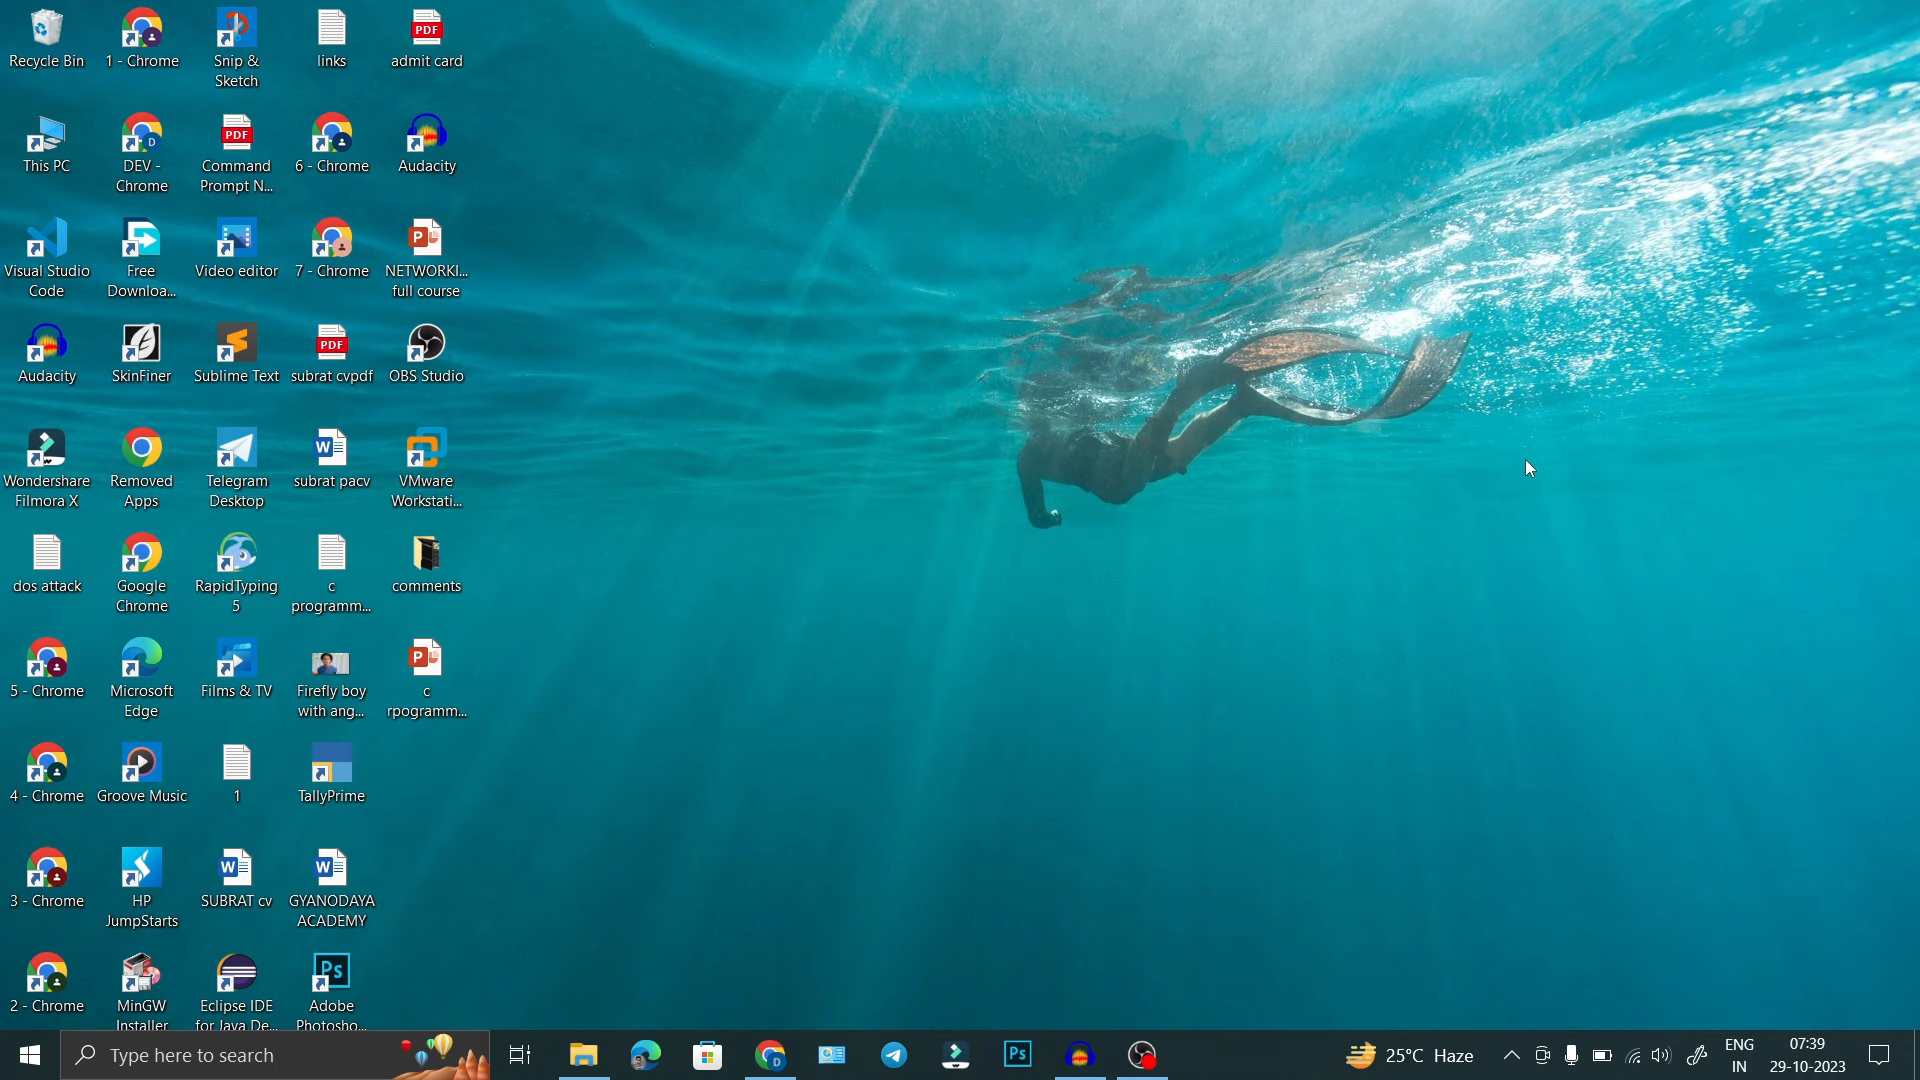 Recycle Bin
1 - Chrome
Snip &
Sketch
links
PDF
admit card
This PC
D
DEV -
Chrome
PDF
Command
Prompt N...
6 - Chrome
Audacity
Visual Studio
Code
Free
Downloa...
Video editor
7 - Chrome
P
NETWORKI...
full course
Audacity
SkinFiner
Sublime Text
PDF
subrat cvpdf
OBS Studio
Wondershare
Filmora X
Removed
Apps
Telegram
Desktop
W
subrat pacv
VMware
Workstati...
dos attack
Google
Chrome
RapidTyping
5
c
programm...
comments
5 - Chrome
Microsoft
Edge
Films & TV
Firefly boy
with ang...
P
c
rpogramm...
4 - Chrome
Groove Music
1
TallyPrime
3 - Chrome
HP
JumpStarts
W
SUBRAT cv
W
GYANODAYA
ACADEMY
2 - Chrome
MinGW
Installer
Eclipse IDE
for Java De...
Ps
Adobe
Photosho...
Type here to search
D
Ps
25°C Haze
ENG
IN
07:39
29-10-2023